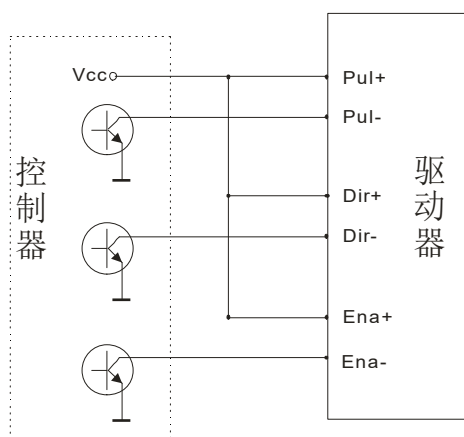 Vcc
控制器
Pul+
Pul-
Dir+
Dir-
Ena+
Ena-
驱动器